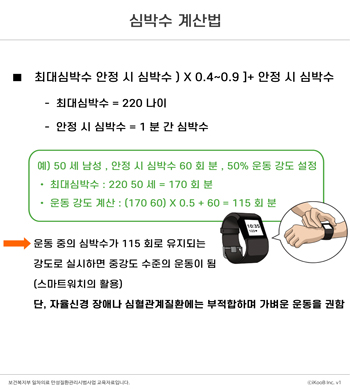 심박수 계산법
■ 최대심박수 안정 시 심박수 ) X 0.4~0.9 ]+ 안정 시 심박수
- 최대심박수 = 220 나이
- 안정 시 심박수 = 1 분 간 심박수
예) 50 세 남성 , 안정 시 심박수 60 회 분 , 50% 운동 강도 설정
• 최대심박수 : 220 50 세 = 170 회 분
• 운동 강도 계산 : (170 60) X 0.5 + 60 = 115 회 분
운동 중의 심박수가 115 회로 유지되는
강도로 실시하면 중강도 수준의 운동이 됨
(스마트워치의 활용)
단, 자율신경 장애나 심혈관계질환에는 부적합하며 가벼운 운동을 권함
보건복지부 일차의료 만성질환관리시범사업 교육자료입니다.
ⓒiKooB Inc. v1